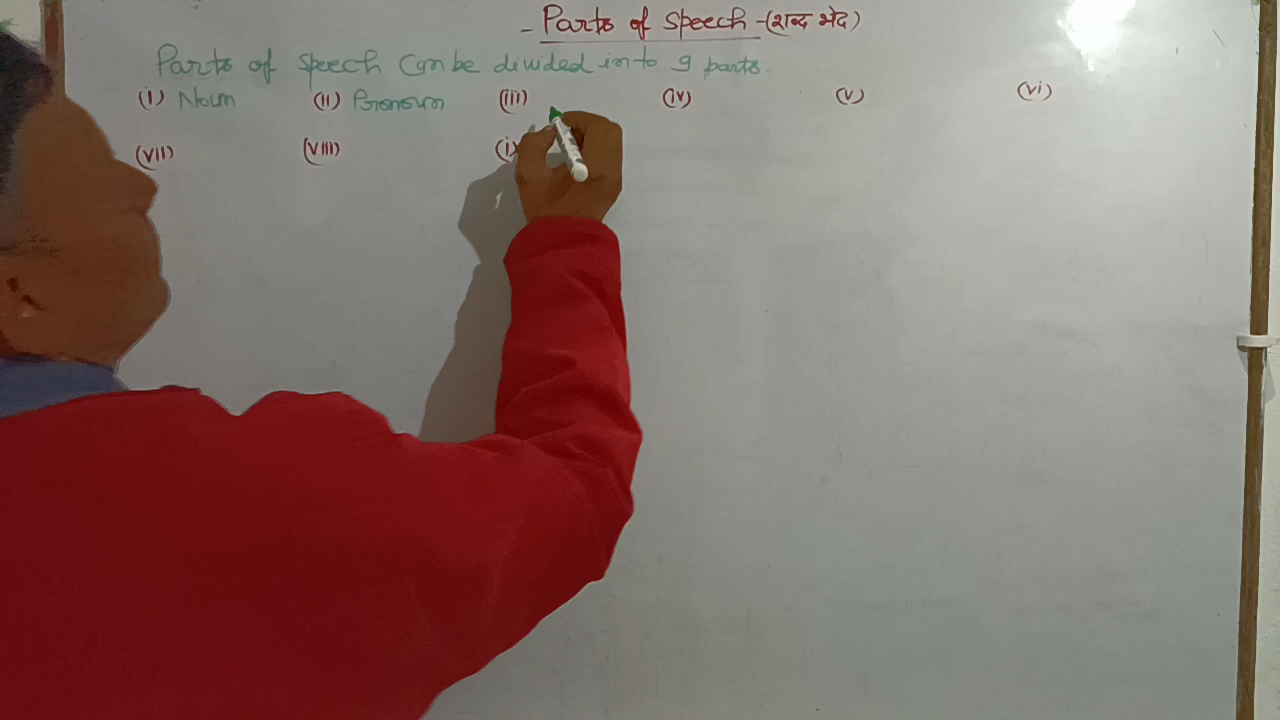 - Parts of speech - (शब्द भेद)
Parts of speech can be divided into 9 parts.
(i) Noun (ii) Pronoun (iii) (iv) (v) (vi)
(vii) (viii) (ix